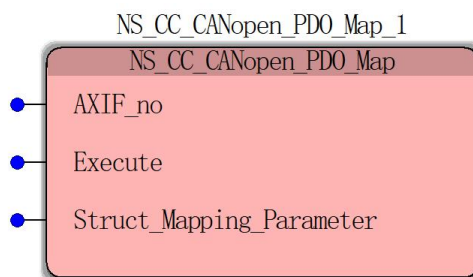 NS_CC_CANopen_PDO_Map_1
NS_CC_CANopen_PDO_Map
AXIF_no
Execute
Struct_Mapping_Parameter